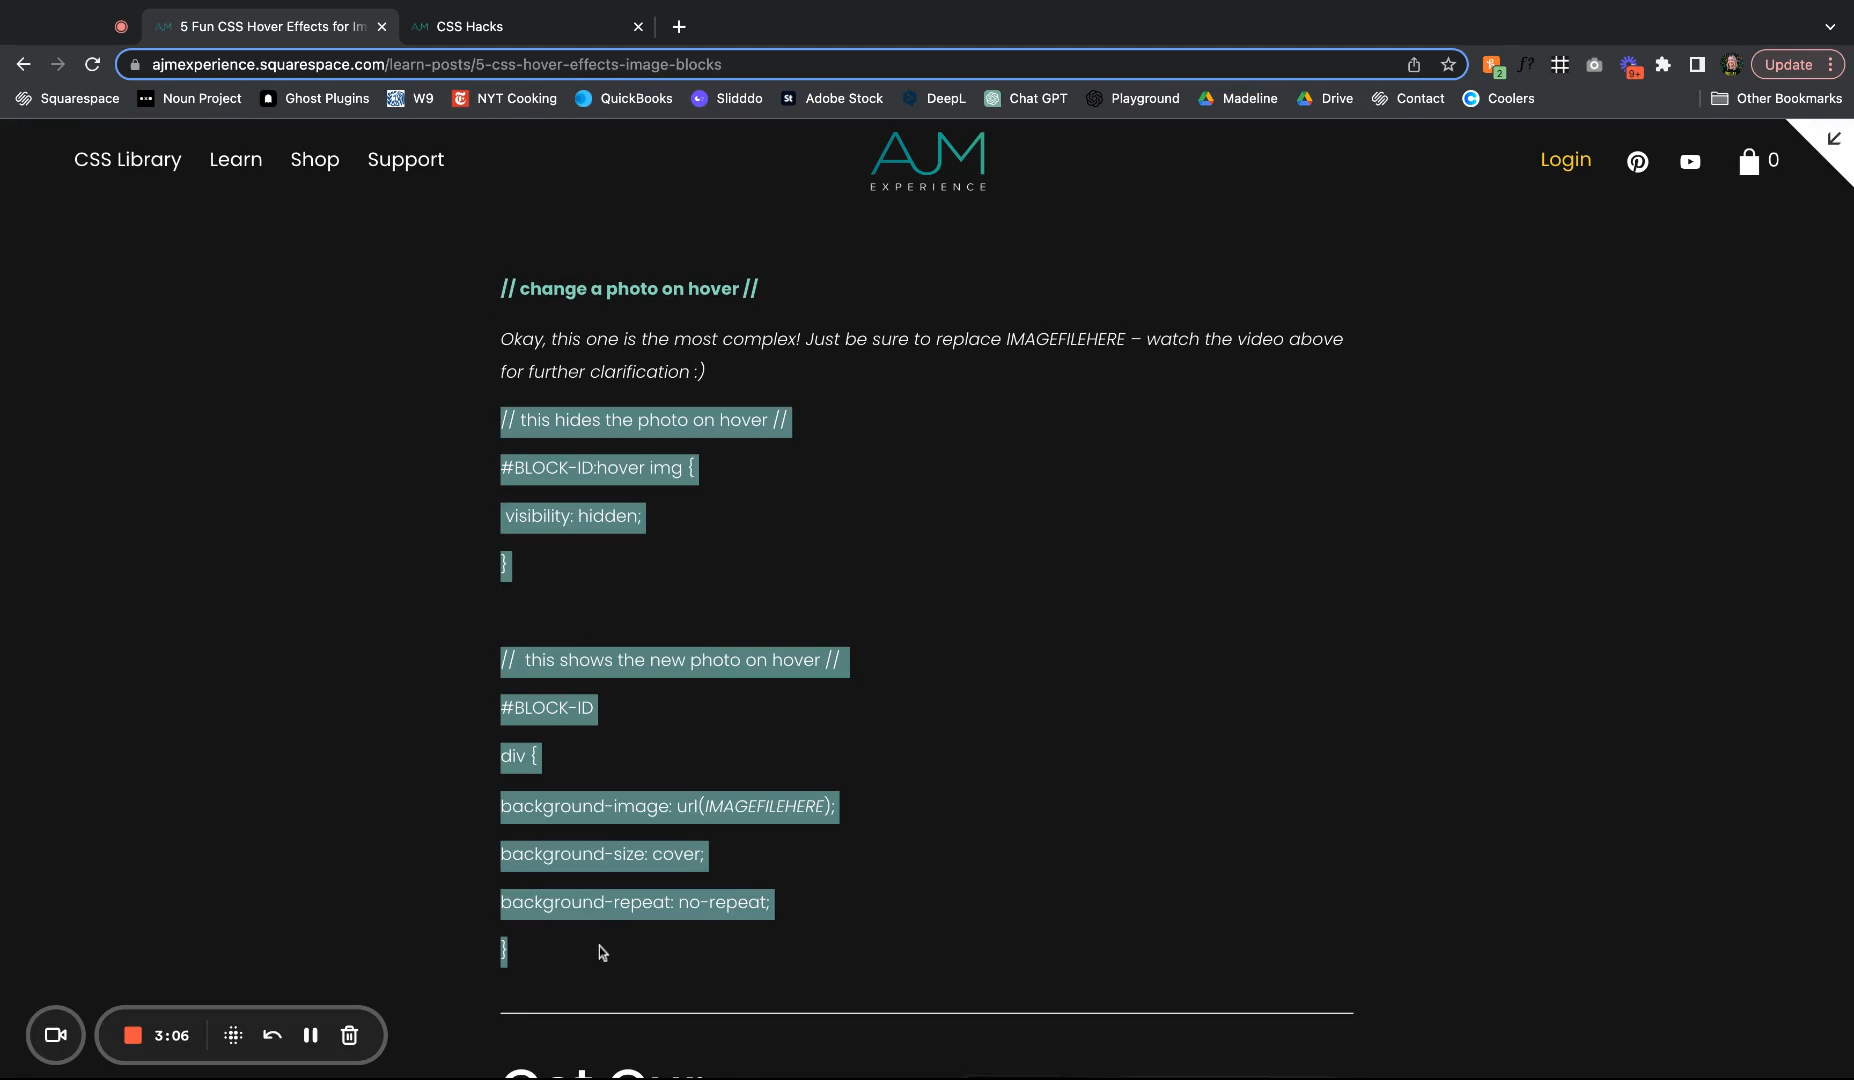 5 Fun CSS Hover Effects for Im
CSS Hacks
ajmexperience.squarespace.com/learn-posts/5-css-hover-effects-image-blocks
2
f?
9+
Update
Squarespace
Noun Project
Ghost Plugins
W9
NYT Cooking
QuickBooks
Slidddo
St
Adobe Stock
DeepL
Chat GPT
Playground
Madeline
Drive
Contact
Coolers
Other Bookmarks
CSS Library
Learn
Shop
Support
AJM
EXPERIENCE
Login
0
// change a photo on hover //
Okay, this one is the most complex! Just be sure to replace IMAGEFILEHERE – watch the video above
for further clarification :)
// this hides the photo on hover //
#BLOCK-ID:hover img {
visibility: hidden;
}
// this shows the new photo on hover //
#BLOCK-ID
div {
background-image: url(IMAGEFILEHERE);
background-size: cover;
background-repeat: no-repeat;
}
3:06
Get Our